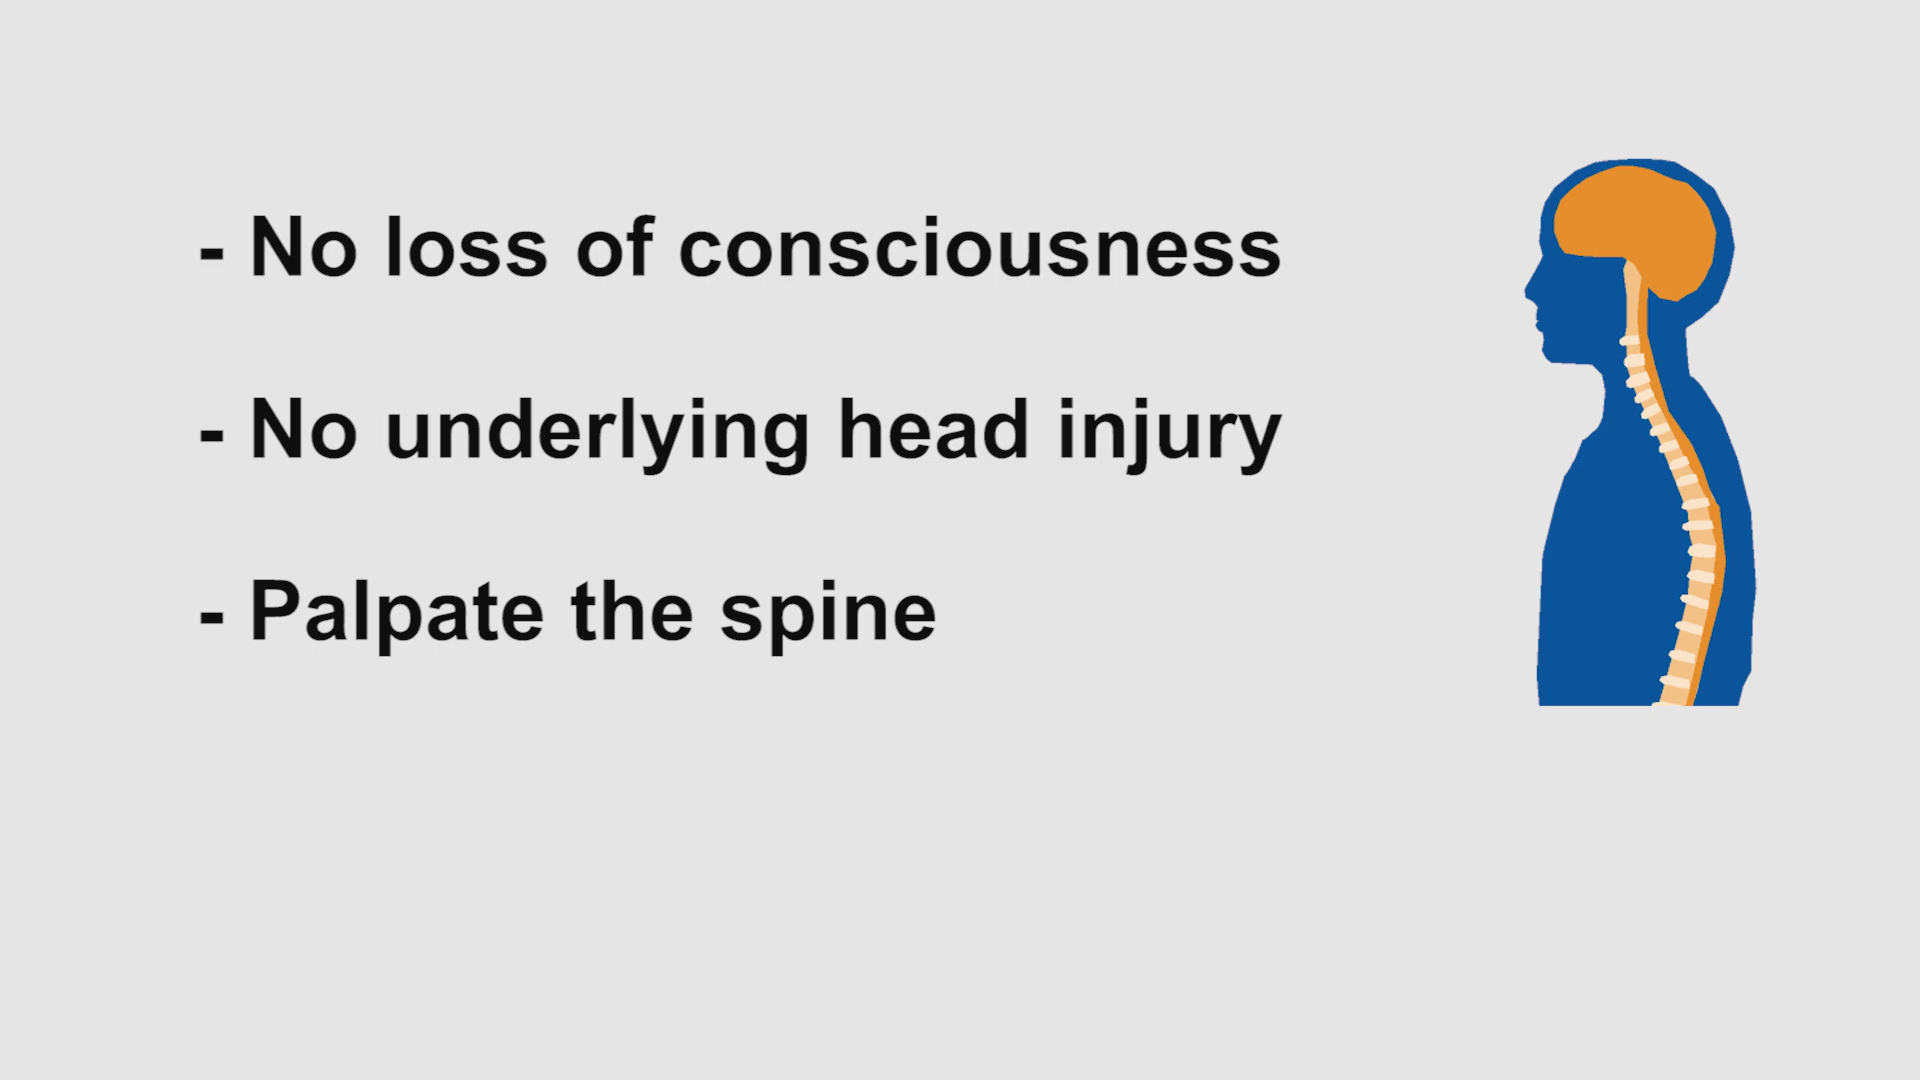 - No loss of consciousness
- No underlying head injury
- Palpate the spine